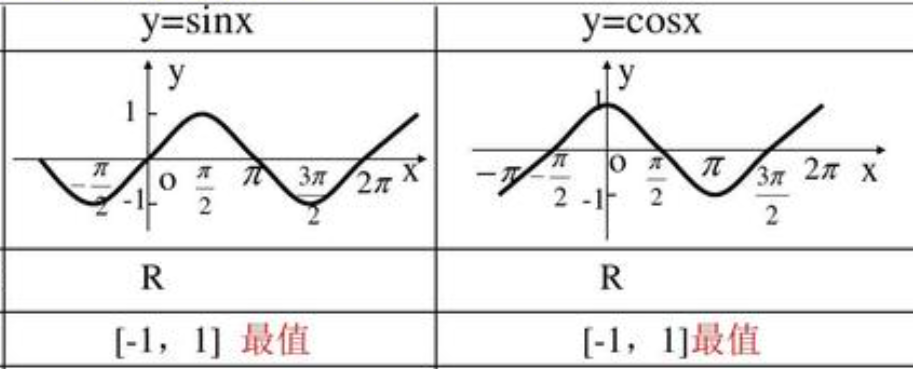 y=sinx
y=cosx
y
1
-π/2
o
π/2
π
3π/2
2π
x
-1
y
1
-π
-π/2
o
π/2
π
3π/2
2π
x
-1
R
R
[-1，1] 最值
[-1，1]最值